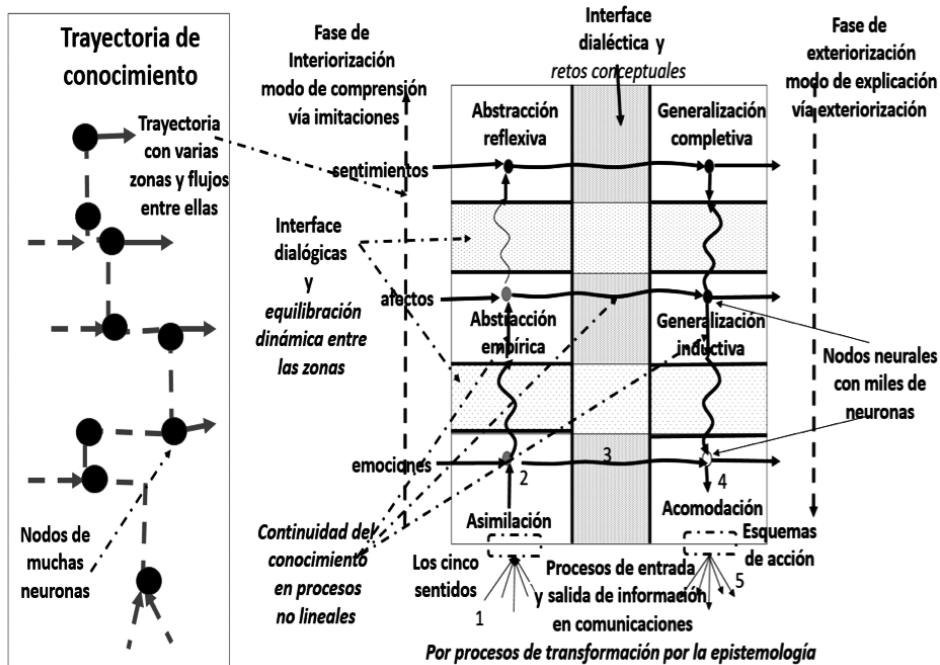 Trayectoria de
conocimiento
Trayectoria
con varias
zonas y flujos
entre ellas
Nodos de
muchas
neuronas
Fase de
Interiorización
modo de comprensión
vía imitaciones
Interface
dialéctica y
retos conceptuales
Fase de
exteriorización
modo de explicación
vía exteriorización
Abstracción
reflexiva
Generalización
completiva
sentimientos
Interface
dialógicas
y
equilibración
dinámica entre
las zonas
afectos
Abstracción
empírica
Generalización
inductiva
Nodos neurales
con miles de
neuronas
emociones
2
3
4
Continuidad del
conocimiento
en procesos
no lineales
Asimilación
Acomodación
Esquemas
de acción
Los cinco
sentidos
1
Procesos de entrada
y salida de información
en comunicaciones
5
Por procesos de transformación por la epistemología